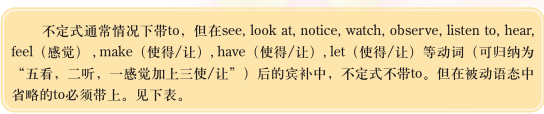 不定式通常情况下带to，但在see, look at, notice, watch, observe, listen to, hear,
feel（感觉）, make（使得/让）, have（使得/让）, let（使得/让）等动词（可归纳为
“五看，二听，一感觉加上三使/让”）后的宾补中，不定式不带to。但在被动语态中
省略的to必须带上。见下表。